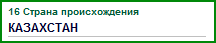 16 Страна происхождения
КАЗАХСТАН